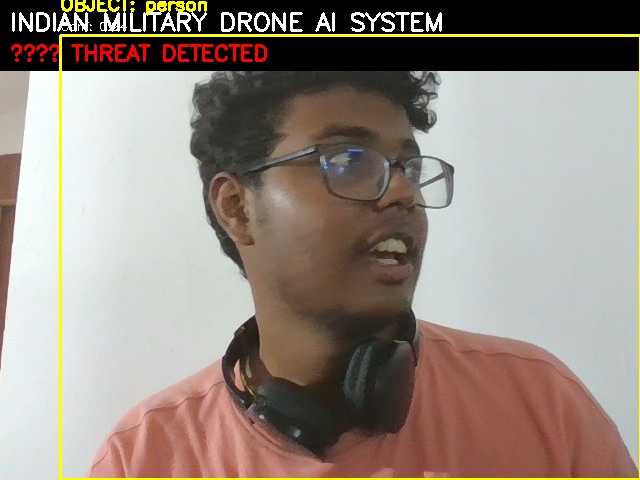 OBJECT: person
INDIAN MILITARY DRONE AI SYSTEM
???? THREAT DETECTED